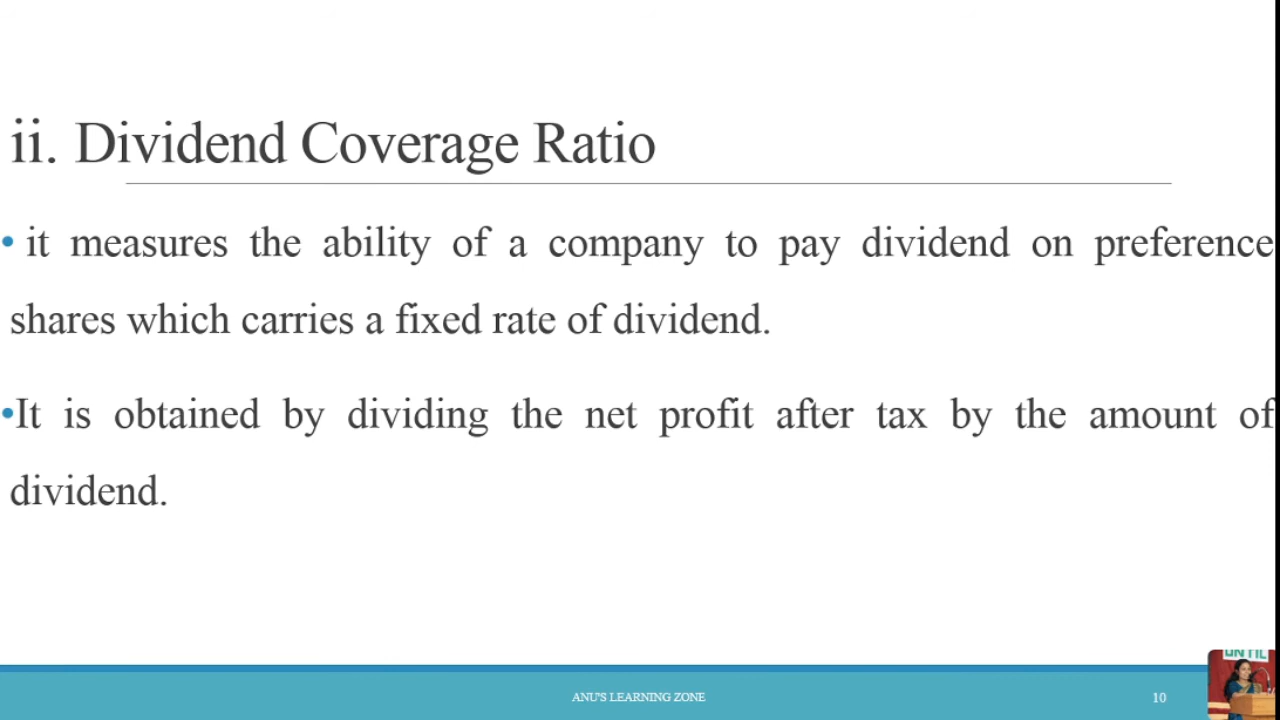 ii. Dividend Coverage Ratio
• it measures the ability of a company to pay dividend on preference
shares which carries a fixed rate of dividend.
•It is obtained by dividing the net profit after tax by the amount of
dividend.
ANU'S LEARNING ZONE
10